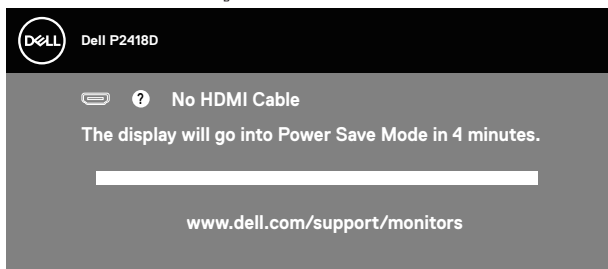 DELL
Dell P2418D
? No HDMI Cable
The display will go into Power Save Mode in 4 minutes.
www.dell.com/support/monitors